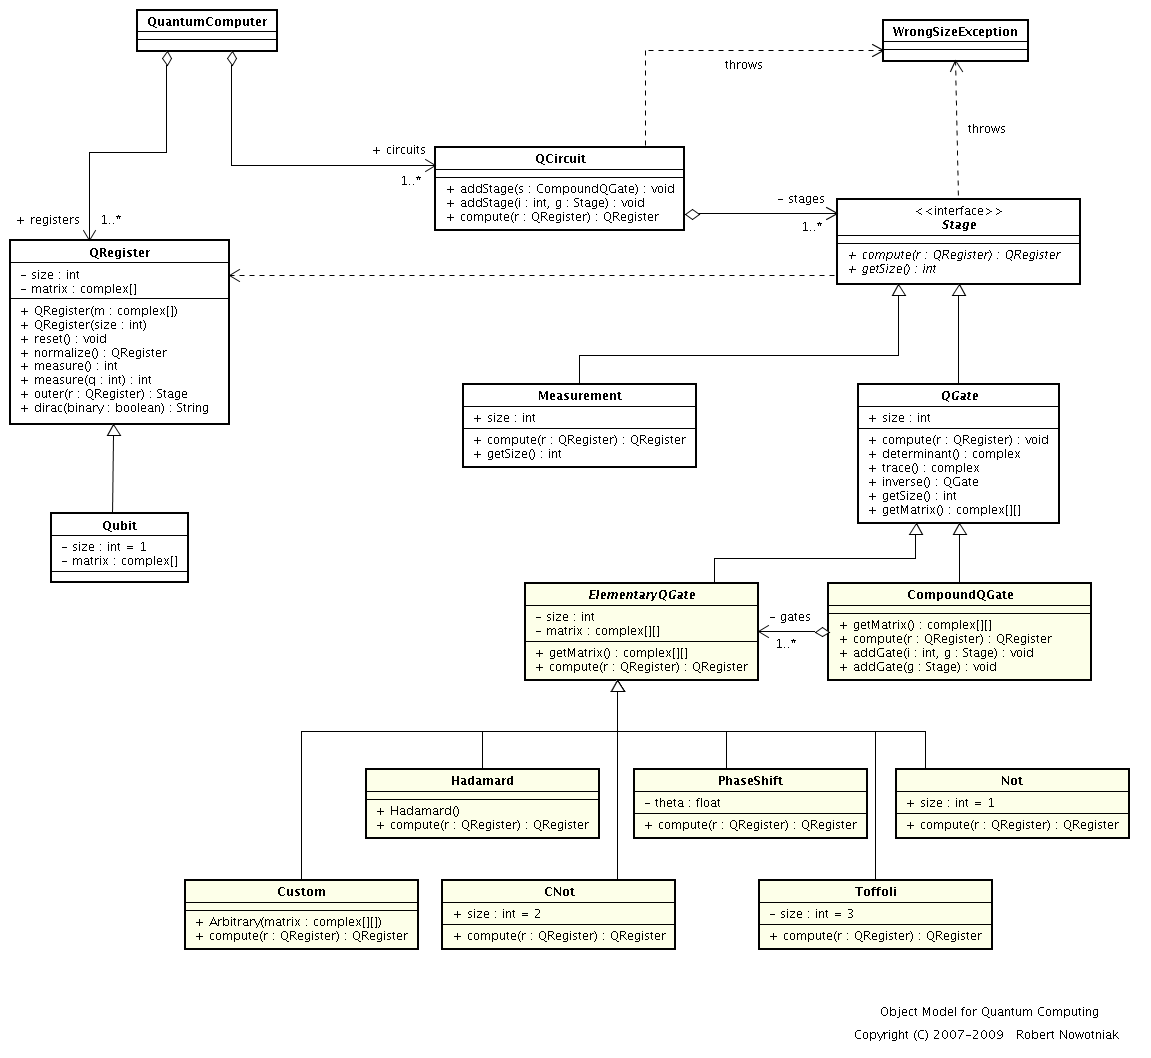 QuantumComputer
WrongSizeException
throws
throws
+ circuits
1..*
QCircuit
+ addStage(s : CompoundQGate) : void
+ addStage(i : int, g : Stage) : void
+ compute(r : QRegister) : QRegister
- stages
1..*
<<interface>>
Stage
+ compute(r : QRegister) : QRegister
+ getSize() : int
+ registers
1..*
QRegister
- size : int
- matrix : complex[]
+ QRegister(m : complex[])
+ QRegister(size : int)
+ reset() : void
+ normalize() : QRegister
+ measure() : int
+ measure(q : int) : int
+ outer(r : QRegister) : Stage
+ dirac(binary : boolean) : String
Measurement
+ size : int
+ compute(r : QRegister) : QRegister
+ getSize() : int
QGate
+ size : int
+ compute(r : QRegister) : void
+ determinant() : complex
+ trace() : complex
+ inverse() : QGate
+ getSize() : int
+ getMatrix() : complex[][]
Qubit
- size : int = 1
- matrix : complex[]
ElementaryQGate
- size : int
- matrix : complex[][]
+ getMatrix() : complex[][]
+ compute(r : QRegister) : QRegister
- gates
1..*
CompoundQGate
+ getMatrix() : complex[][]
+ compute(r : QRegister) : QRegister
+ addGate(i : int, g : Stage) : void
+ addGate(g : Stage) : void
Hadamard
+ Hadamard()
+ compute(r : QRegister) : QRegister
PhaseShift
- theta : float
+ compute(r : QRegister) : QRegister
Not
+ size : int = 1
+ compute(r : QRegister) : QRegister
Custom
+ Arbitrary(matrix : complex[][])
+ compute(r : QRegister) : QRegister
CNot
+ size : int = 2
+ compute(r : QRegister) : QRegister
Toffoli
- size : int = 3
+ compute(r : QRegister) : QRegister
Object Model for Quantum Computing
Copyright (C) 2007-2009 Robert Nowotniak